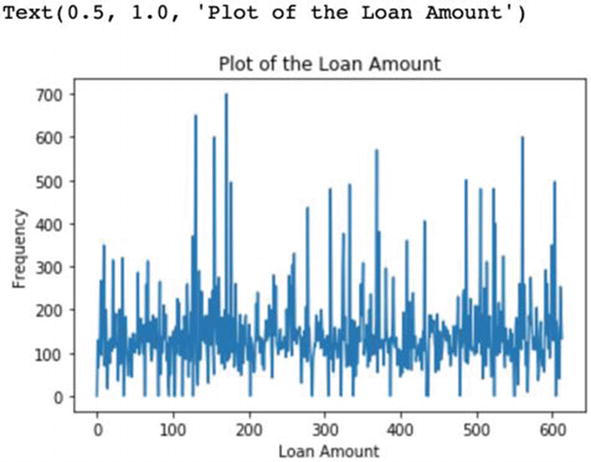 Text(0.5, 1.0, 'Plot of the Loan Amount')
Plot of the Loan Amount
700
600
500
400
300
200
100
0
Frequency
0 100 200 300 400 500 600
Loan Amount